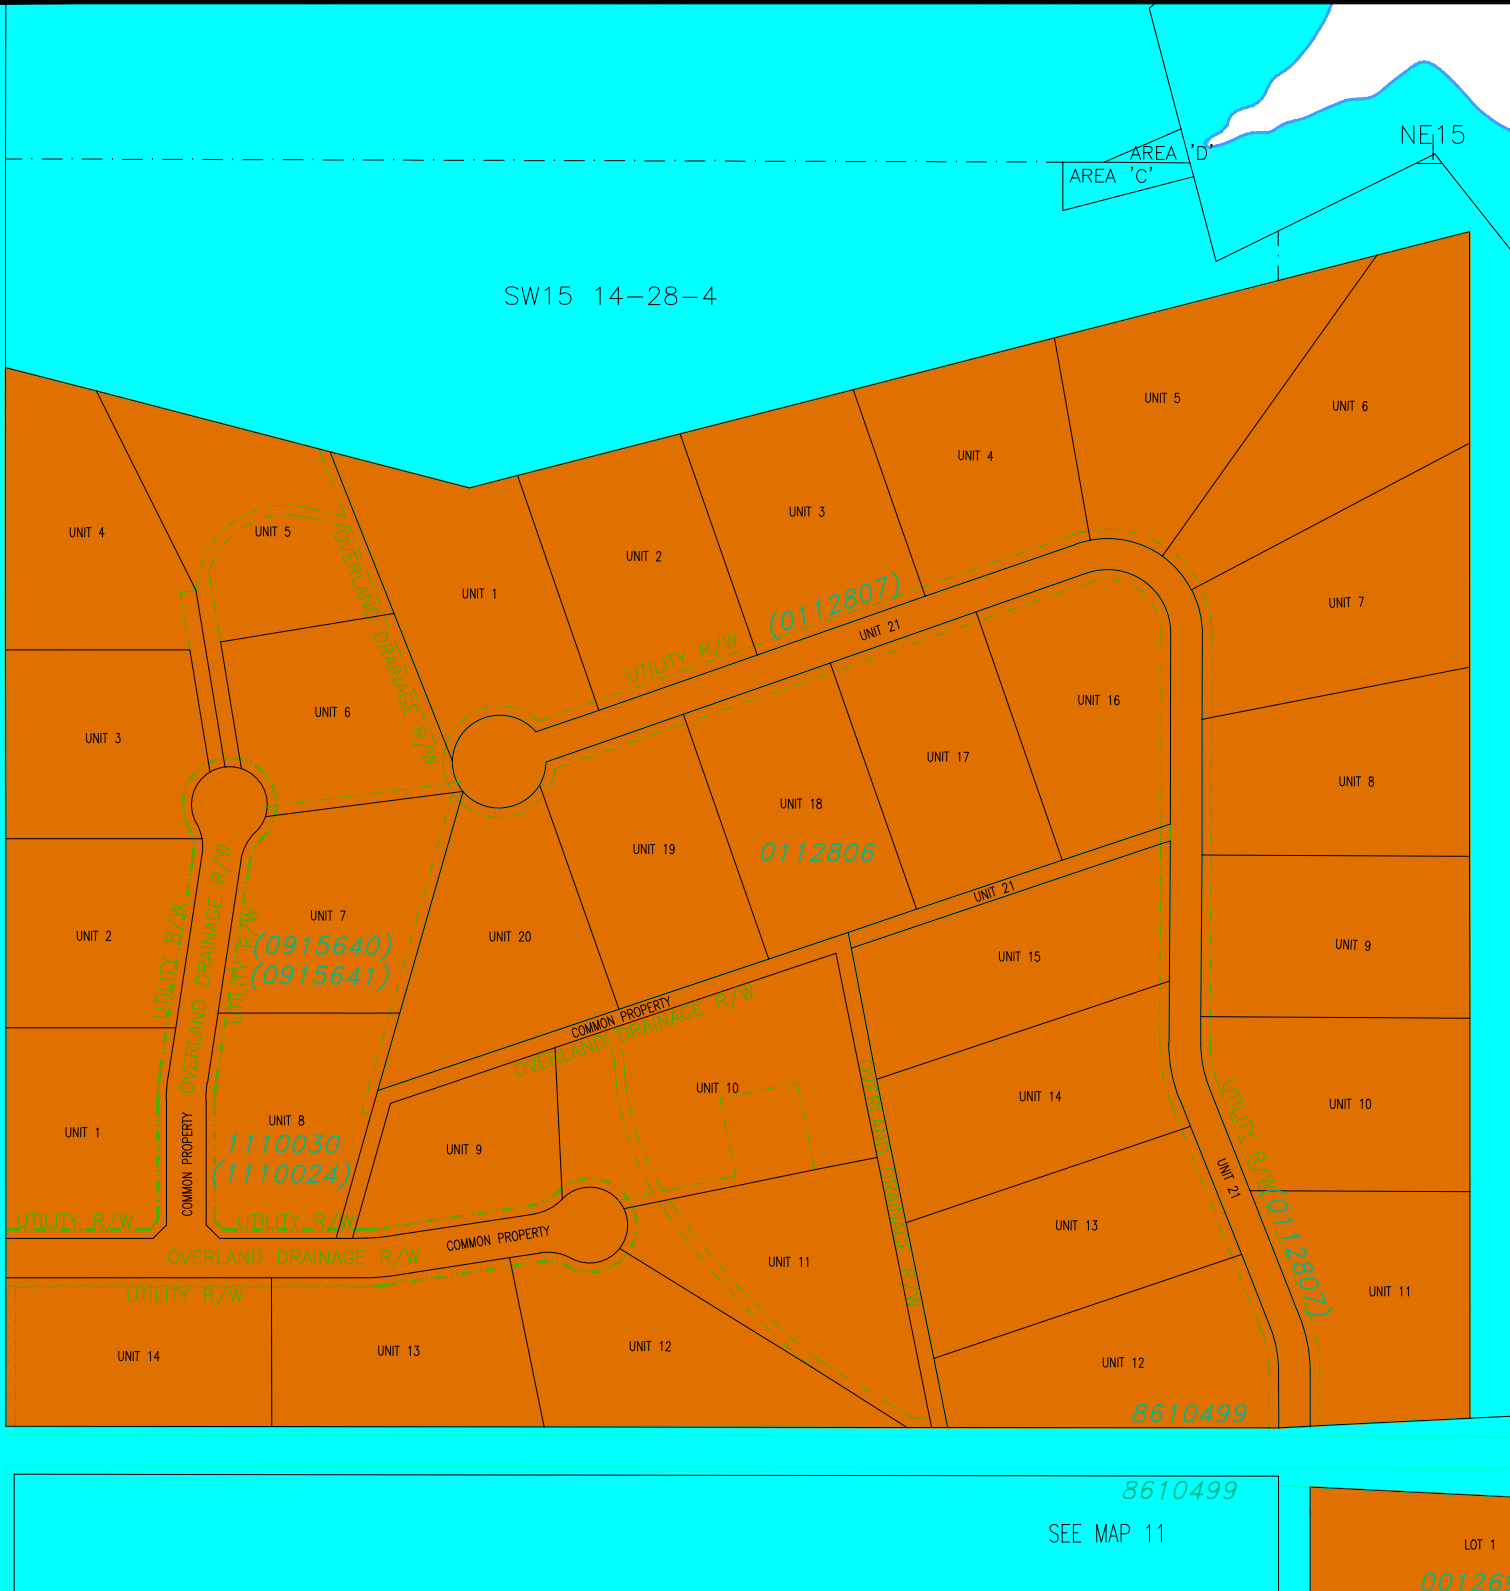 NE15
AREA 'D'
AREA 'C'
SW15 14-28-4
UNIT 5
UNIT 6
UNIT 4
UNIT 3
UNIT 4
UNIT 5
UNIT 2
UNIT 1
(0112807)
UNIT 7
UNIT 21
UTILITY R/W
OVERLAND DRAINAGE R/W
UNIT 16
UNIT 6
UNIT 3
UNIT 17
UNIT 8
UNIT 18
0112806
UNIT 19
UNIT 21
UNIT 7
UNIT 2
UNIT 20
(0915640)
(0915641)
UNIT 9
UNIT 15
UTILITY R/W
OVERLAND DRAINAGE R/W
UTILITY R/W
COMMON PROPERTY
OVERLAND DRAINAGE R/W
UNIT 10
UNIT 14
UNIT 10
UNIT 8
1110030
(1110024)
UNIT 1
UNIT 9
COMMON PROPERTY
OVERLAND DRAINAGE R/W
UTILITY R/W
UNIT 21
(0112807)
UTILITY R/W
UTILITY R/W
UNIT 13
COMMON PROPERTY
OVERLAND DRAINAGE R/W
UNIT 11
UNIT 11
UTILITY R/W
UNIT 14
UNIT 13
UNIT 12
UNIT 12
8610499
8610499
SEE MAP 11
LOT 1